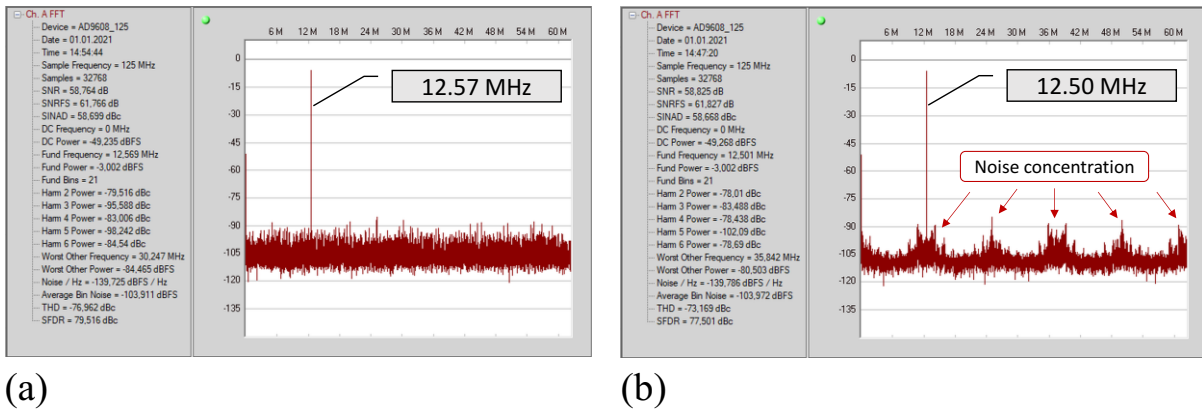 Ch. A FFT
Device = AD9608_125
Date = 01.01.2021
Time = 14:54:44
Sample Frequency = 125 MHz
Samples = 32768
SNR = 58,764 dB
SNRFS = 61,766 dB
SINAD = 58,699 dBc
DC Frequency = 0 MHz
DC Power = -49,235 dBFS
Fund Frequency = 12,569 MHz
Fund Power = -3,002 dBFS
Fund Bins = 21
Harm 2 Power = -79,516 dBc
Harm 3 Power = -95,588 dBc
Harm 4 Power = -83,006 dBc
Harm 5 Power = -98,242 dBc
Harm 6 Power = -84,54 dBc
Worst Other Frequency = 30,247 MHz
Worst Other Power = -84,465 dBFS
Noise / Hz = -139,725 dBFS / Hz
Average Bin Noise = -103,911 dBFS
THD = -76,962 dBc
SFDR = 79,516 dBc
6 M 12 M 18 M 24 M 30 M 36 M 42 M 48 M 54 M 60 M
0
-15
-30
45
-60
-75
-90
-105
-120
-135
12.57 MHz
(a)
Ch. A FFT
Device = AD9608_125
Date = 01.01.2021
Time = 14:47:20
Sample Frequency = 125 MHz
Samples = 32768
SNR = 58,825 dB
SNRFS = 61,827 dB
SINAD = 58,668 dBc
DC Frequency = 0 MHz
DC Power = -49,268 dBFS
Fund Frequency = 12,501 MHz
Fund Power = -3,002 dBFS
Fund Bins = 21
Harm 2 Power = -78,01 dBc
Harm 3 Power = -83,488 dBc
Harm 4 Power = -78,438 dBc
Harm 5 Power = -102,09 dBc
Harm 6 Power = -78,69 dBc
Worst Other Frequency = 35,842 MHz
Worst Other Power = -80,503 dBFS
Noise / Hz = -139,786 dBFS / Hz
Average Bin Noise = -103,972 dBFS
THD = -73,169 dBc
SFDR = 77,501 dBc
6 M 12 M 18 M 24 M 30 M 36 M 42 M 48 M 54 M 60 M
0
-15
-30
-45
-60
-75
-90
-105
-120
-135
12.50 MHz
Noise concentration
(b)